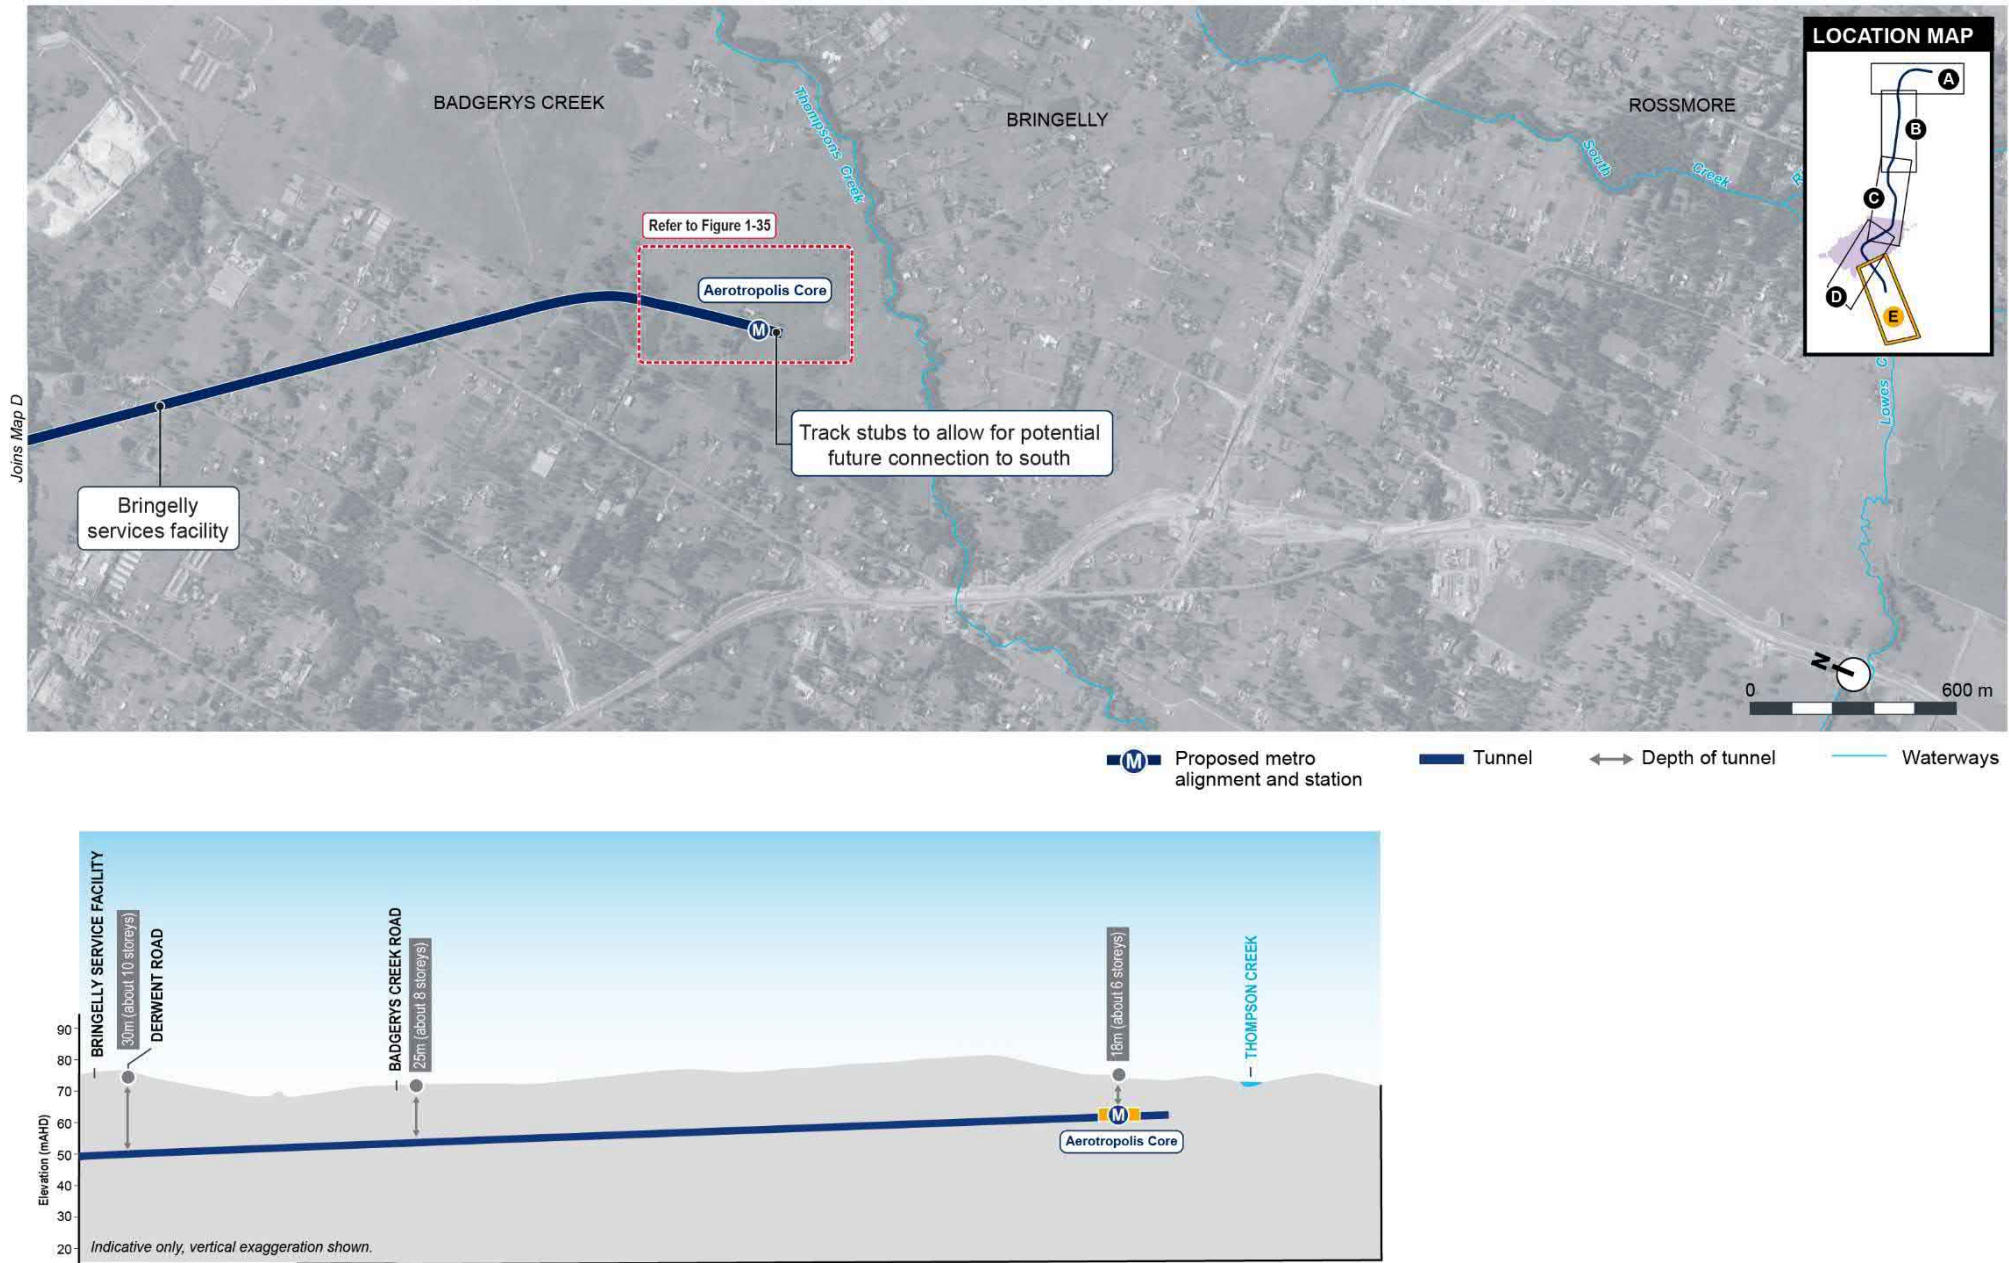 LOCATION MAP
A
B
C
D
E
BADGERYS CREEK
BRINGELLY
ROSSMORE
Thompsons Creek
South Creek
R
Lowes C
Refer to Figure 1-35
Aerotropolis Core
M
Track stubs to allow for potential
future connection to south
Joins Map D
Bringelly
services facility
N
0
600 m
M
Proposed metro
alignment and station
Tunnel
Depth of tunnel
Waterways
BRINGELLY SERVICE FACILITY
30m (about 10 storeys)
DERWENT ROAD
BADGERYS CREEK ROAD
25m (about 8 storeys)
18m (about 6 storeys)
THOMPSON CREEK
Elevation (mAHD)
90
80
70
60
50
40
30
20
M
Aerotropolis Core
Indicative only, vertical exaggeration shown.